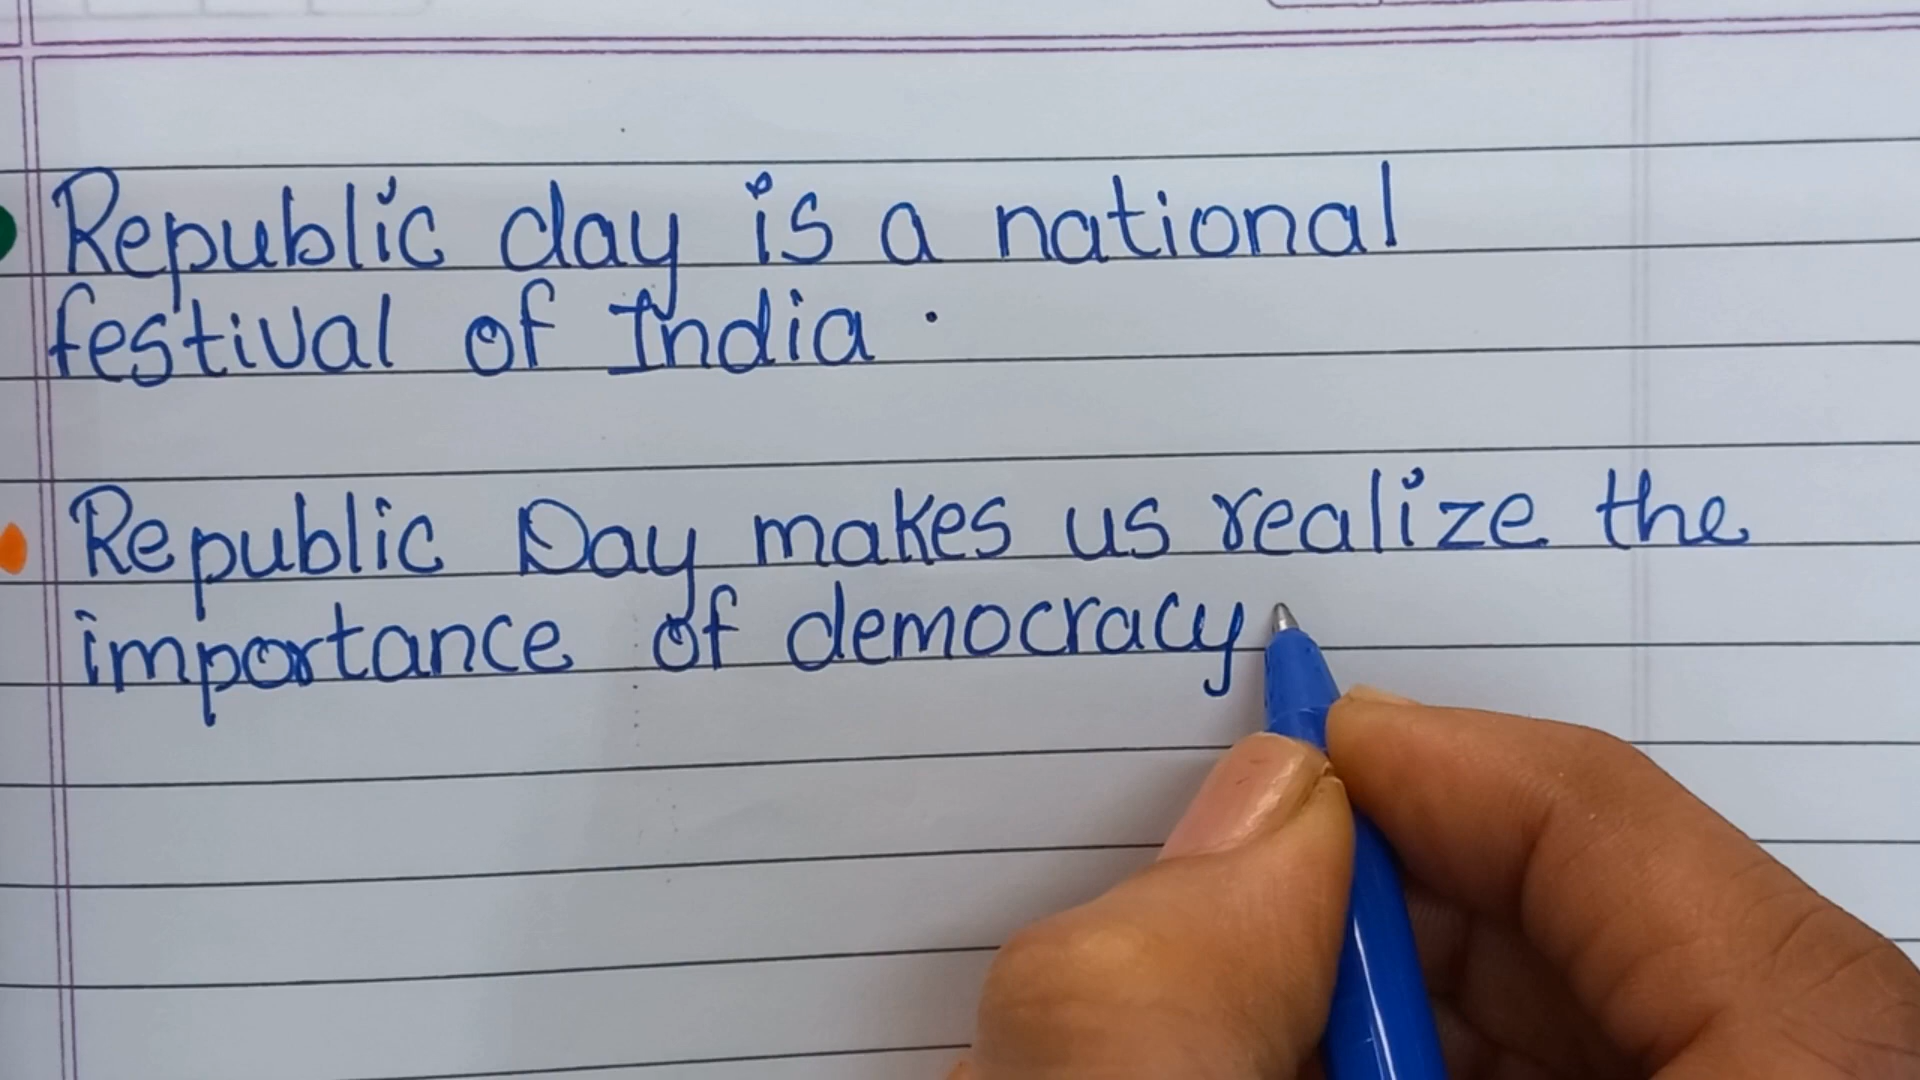 Republic day is a national
festival of India.
Republic Day makes us realize the
importance of democracy